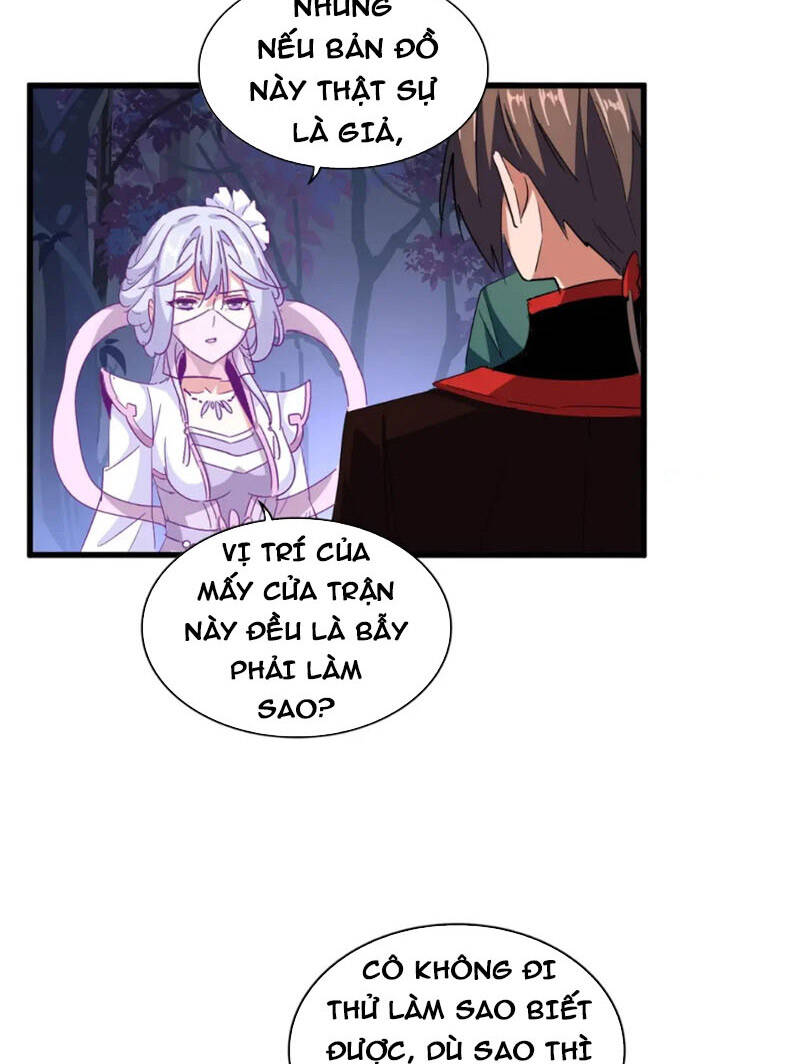 NHƯNG
NẾU BẢN ĐỒ
NÀY THẬT SỰ
LÀ GIẢ,
VỊ TRÍ CỦA
MẤY CỬA TRẬN
NÀY ĐỀU LÀ BẪY
PHẢI LÀM
SAO?
CÔ KHÔNG ĐI
THỬ LÀM SAO BIẾT
ĐƯỢC, DÙ SAO THÌ